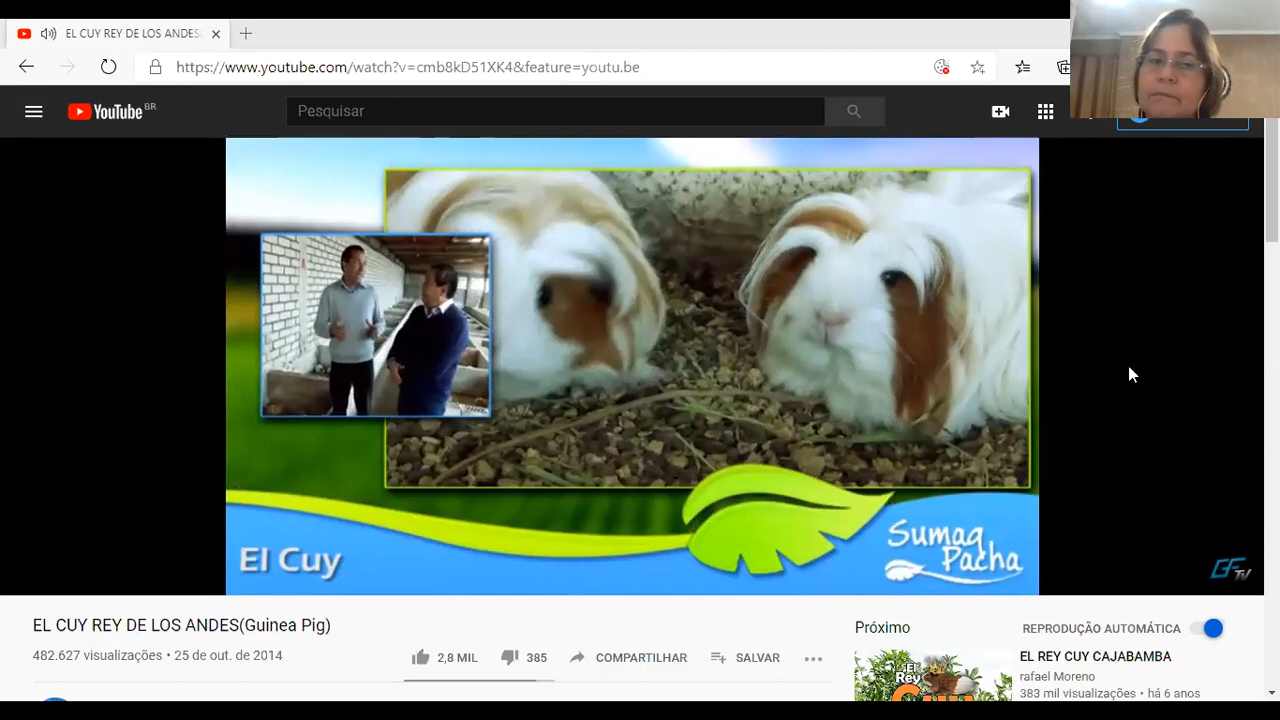 EL CUY REY DE LOS ANDES
https://www.youtube.com/watch?v=cmb8kD51XK4&feature=youtu.be
YouTube BR
Pesquisar
El Cuy
Sumaq
Pacha
GFTV
EL CUY REY DE LOS ANDES(Guinea Pig)
482.627 visualizações • 25 de out. de 2014
2,8 MIL
385
COMPARTILHAR
SALVAR
Próximo
REPRODUÇÃO AUTOMÁTICA
EL REY CUY CAJABAMBA
rafael Moreno
383 mil visualizações • há 6 anos
El
Rey